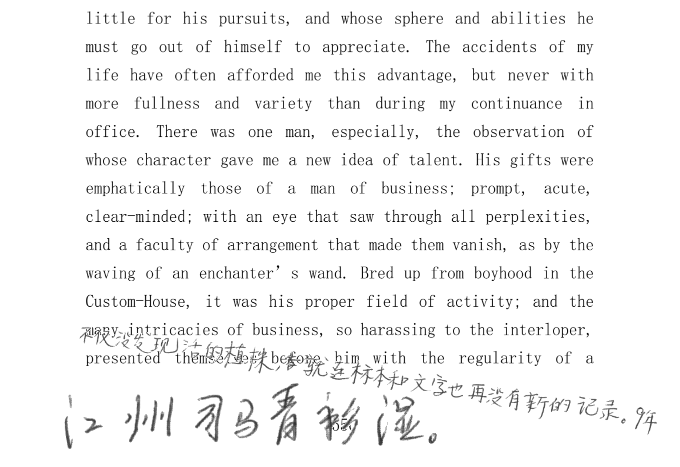 little for his pursuits, and whose sphere and abilities he
must go out of himself to appreciate. The accidents of my
life have often afforded me this advantage, but never with
more fullness and variety than during my continuance in
office. There was one man, especially, the observation of
whose character gave me a new idea of talent. His gifts were
emphatically those of a man of business; prompt, acute,
clear-minded; with an eye that saw through all perplexities,
and a faculty of arrangement that made them vanish, as by the
waving of an enchanter’s wand. Bred up from boyhood in the
Custom-House, it was his proper field of activity; and the
many intricacies of business, so harassing to the interloper,
presented themselves before him with the regularity of a
不仅没发现活的植株，就连标本和文字也再没有新的记录。9年
江州司马青衫湿。